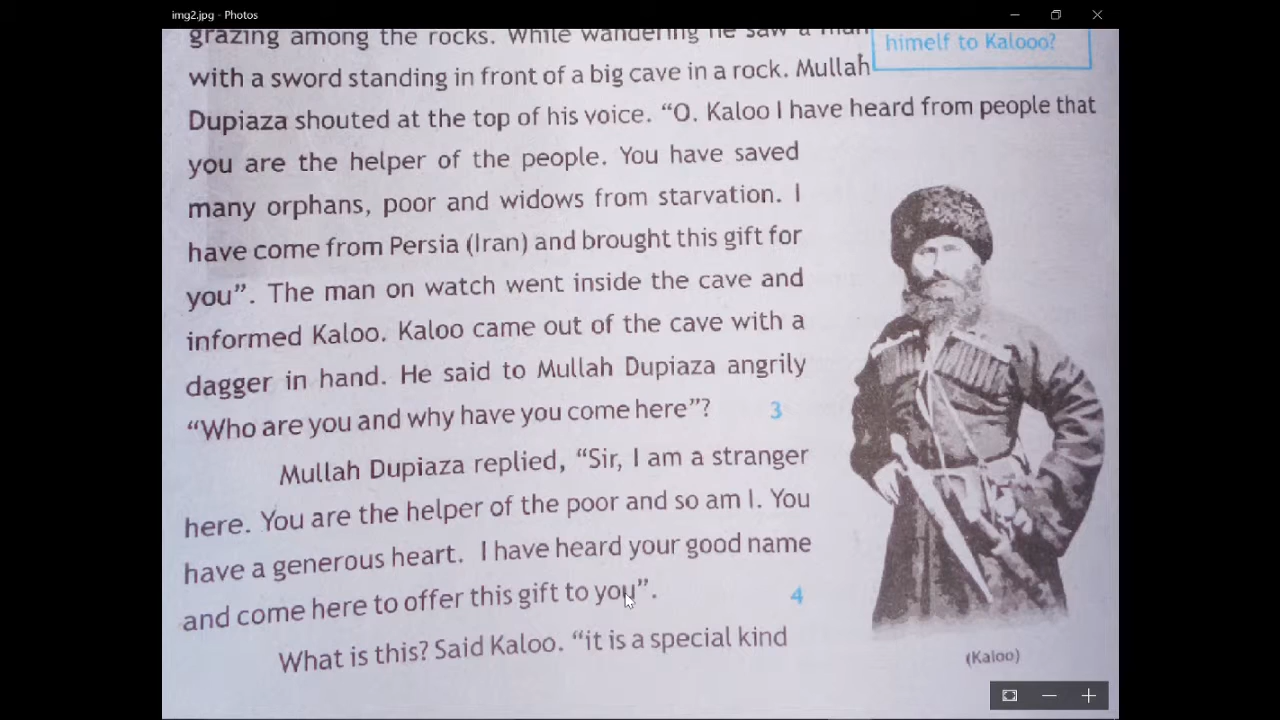 img2.jpg - Photos
grazing among the rocks. While wandering he saw a man
himelf to Kalooo?
with a sword standing in front of a big cave in a rock. Mullah
Dupiaza shouted at the top of his voice. “O. Kaloo I have heard from people that
you are the helper of the people. You have saved
many orphans, poor and widows from starvation. I
have come from Persia (Iran) and brought this gift for
you”. The man on watch went inside the cave and
informed Kaloo. Kaloo came out of the cave with a
dagger in hand. He said to Mullah Dupiaza angrily
“Who are you and why have you come here”? 3
Mullah Dupiaza replied, “Sir, I am a stranger
here. You are the helper of the poor and so am I. You
have a generous heart. I have heard your good name
and come here to offer this gift to you”. 4
What is this? Said Kaloo. “it is a special kind
(Kaloo)